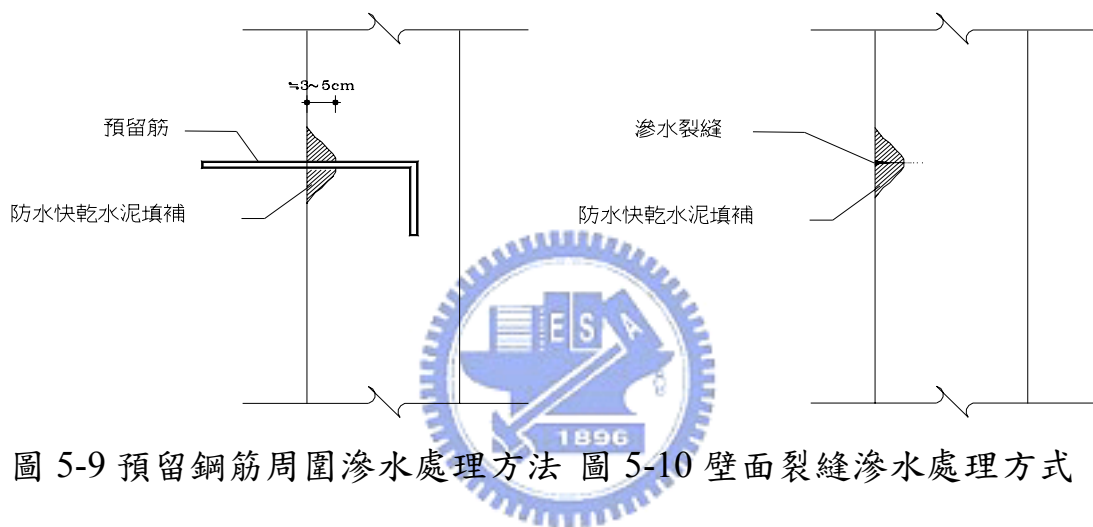 ≒3~5cm
預留筋
防水快乾水泥填補
滲水裂縫
防水快乾水泥填補
E S A
1896
圖 5-9 預留鋼筋周圍滲水處理方法 圖 5-10 壁面裂縫滲水處理方式